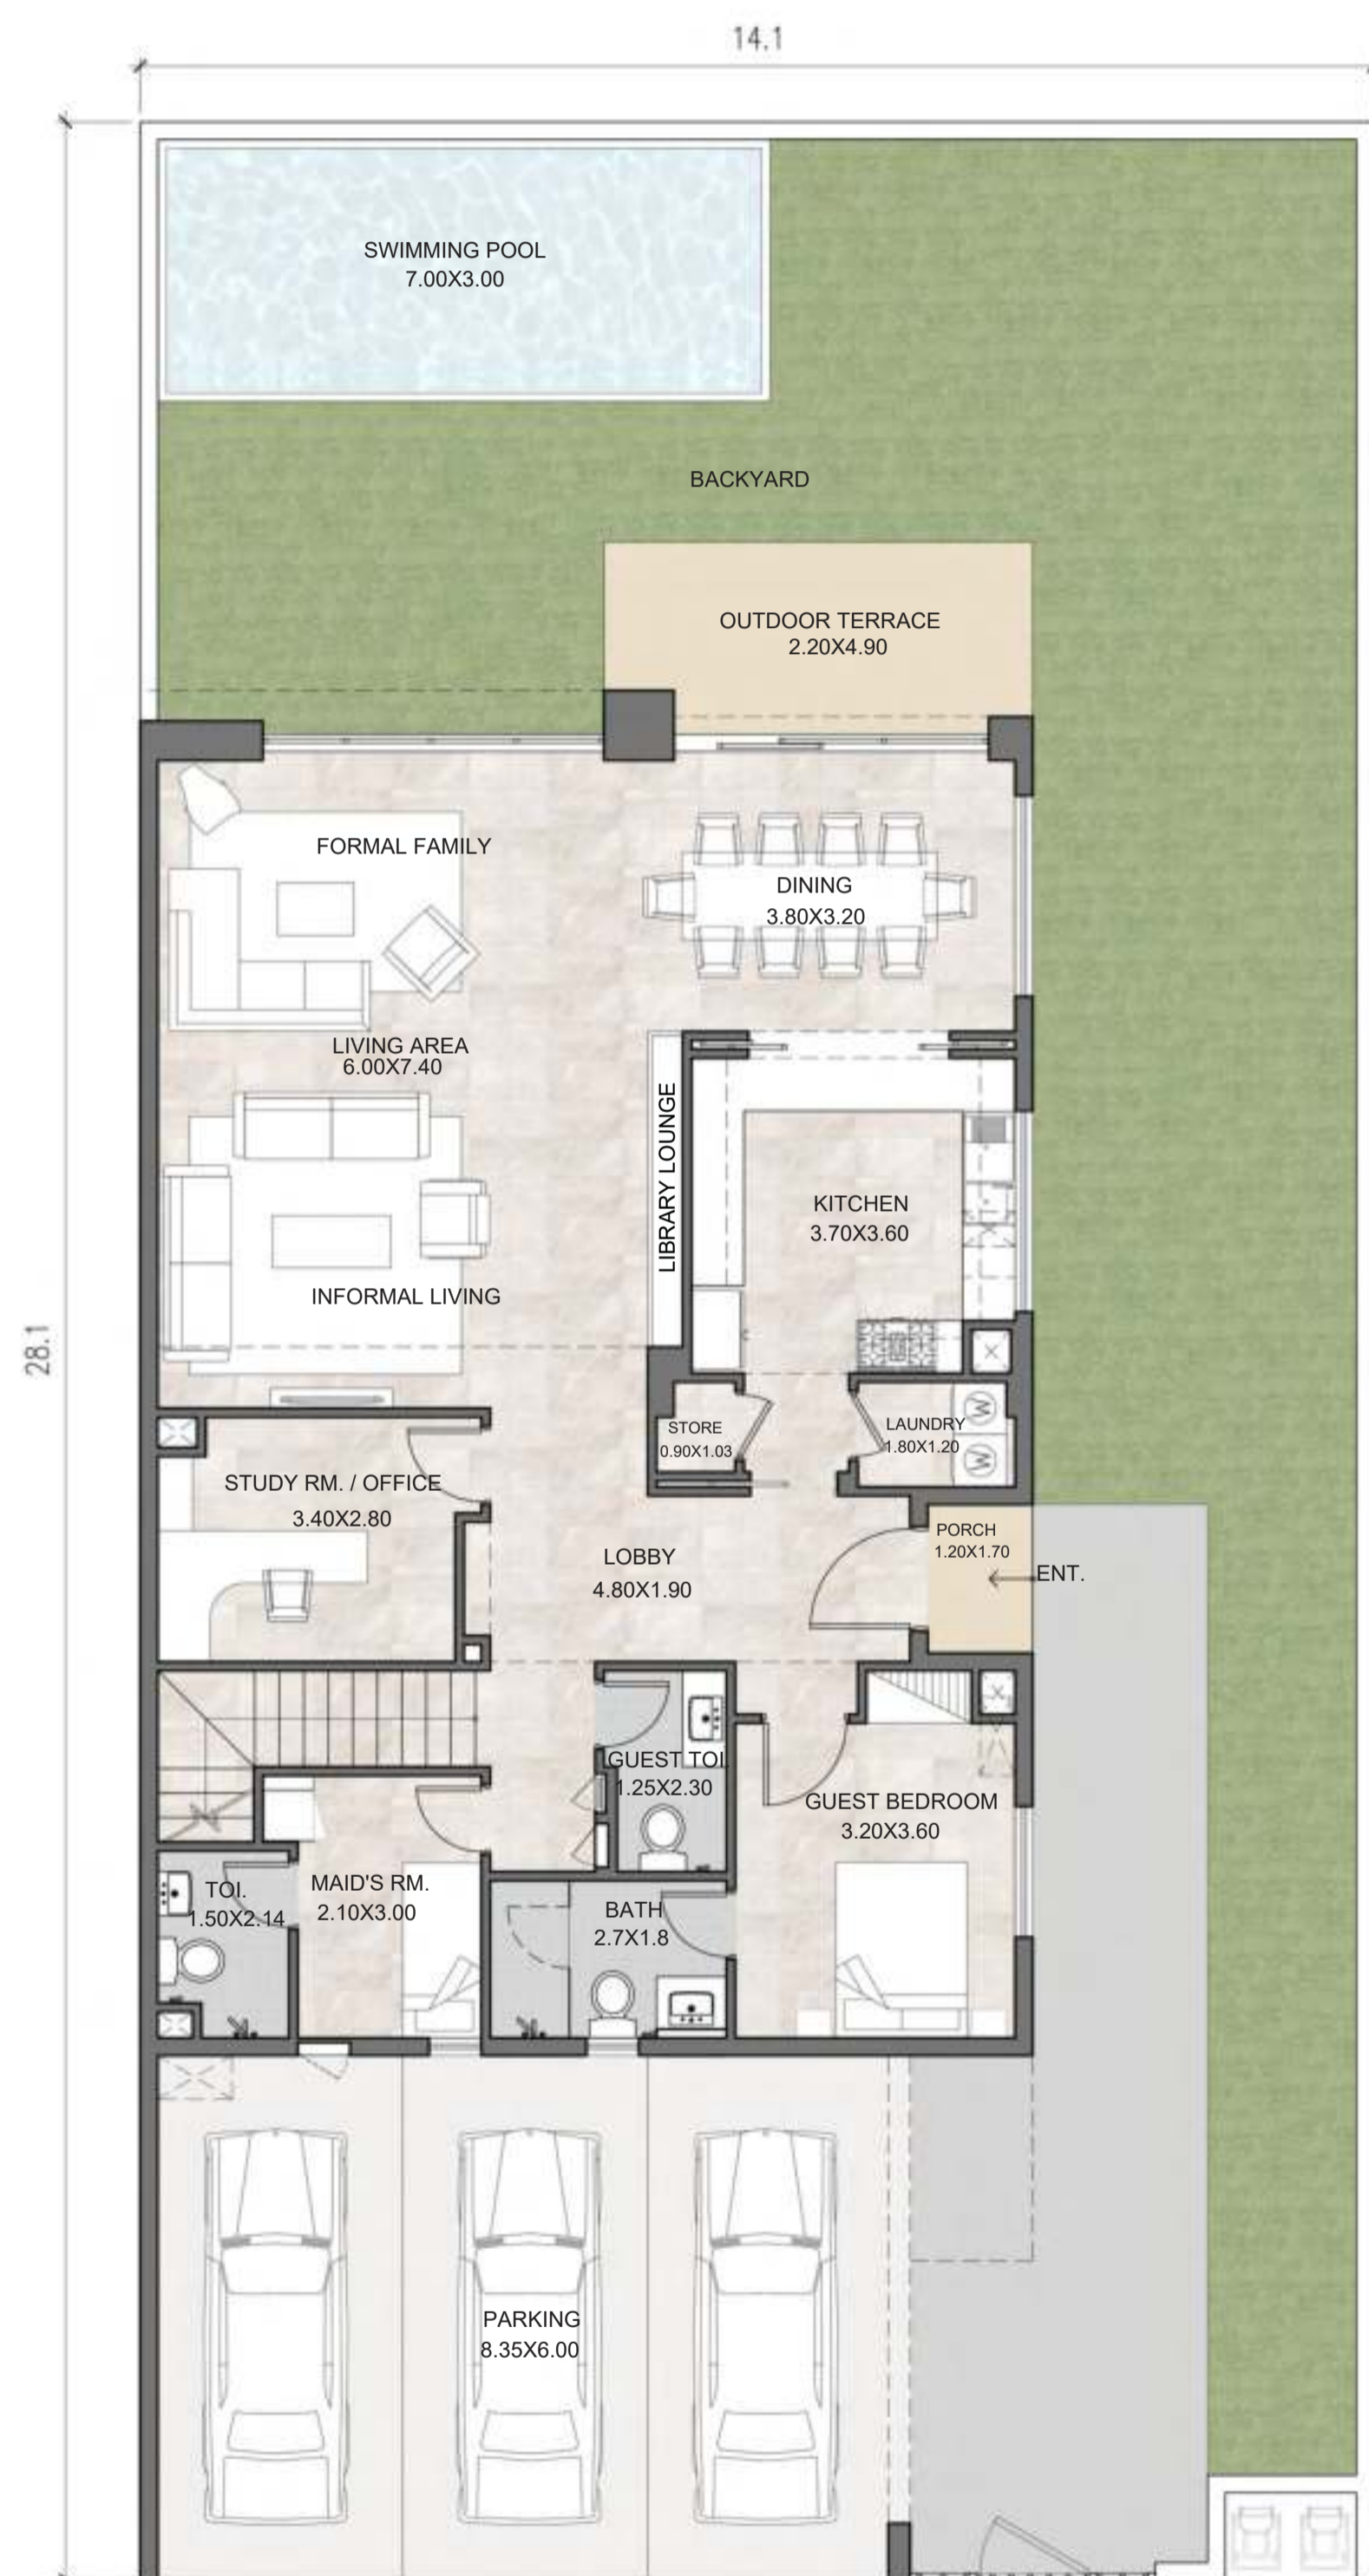 14.1
SWIMMING POOL
7.00X3.00
BACKYARD
OUTDOOR TERRACE
2.20X4.90
FORMAL FAMILY
DINING
3.80X3.20
LIVING AREA
6.00X7.40
LIBRARY LOUNGE
KITCHEN
3.70X3.60
INFORMAL LIVING
28.1
STORE
0.90X1.03
LAUNDRY
1.80X1.20
W
W
STUDY RM. / OFFICE
3.40X2.80
LOBBY
4.80X1.90
PORCH
1.20X1.70
ENT.
GUEST TOI.
1.25X2.30
GUEST BEDROOM
3.20X3.60
TOI.
1.50X2.14
MAID'S RM.
2.10X3.00
BATH
2.7X1.8
PARKING
8.35X6.00